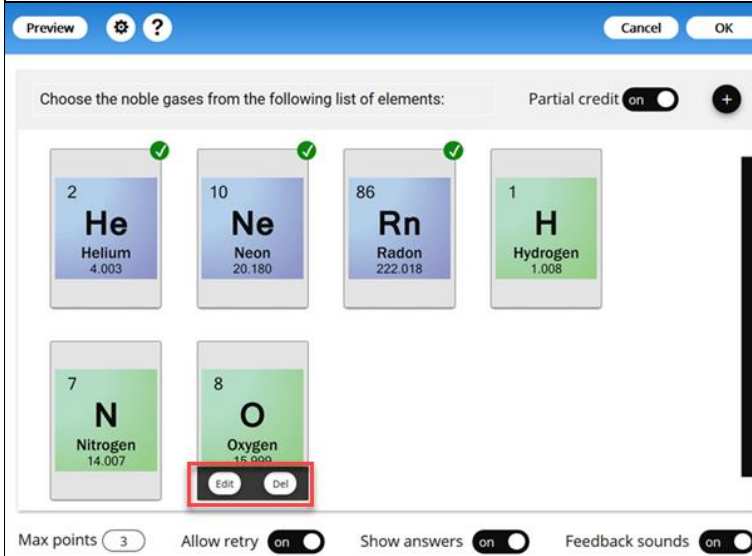 Preview ? Cancel OK
Choose the noble gases from the following list of elements: Partial credit on +
2 10 86 1
He Ne Rn H
Helium Neon Radon Hydrogen
4.003 20.180 222.018 1.008
7 8
N O
Nitrogen Oxygen
14.007 15.999
Edit Del
Max points 3 Allow retry on Show answers on Feedback sounds on